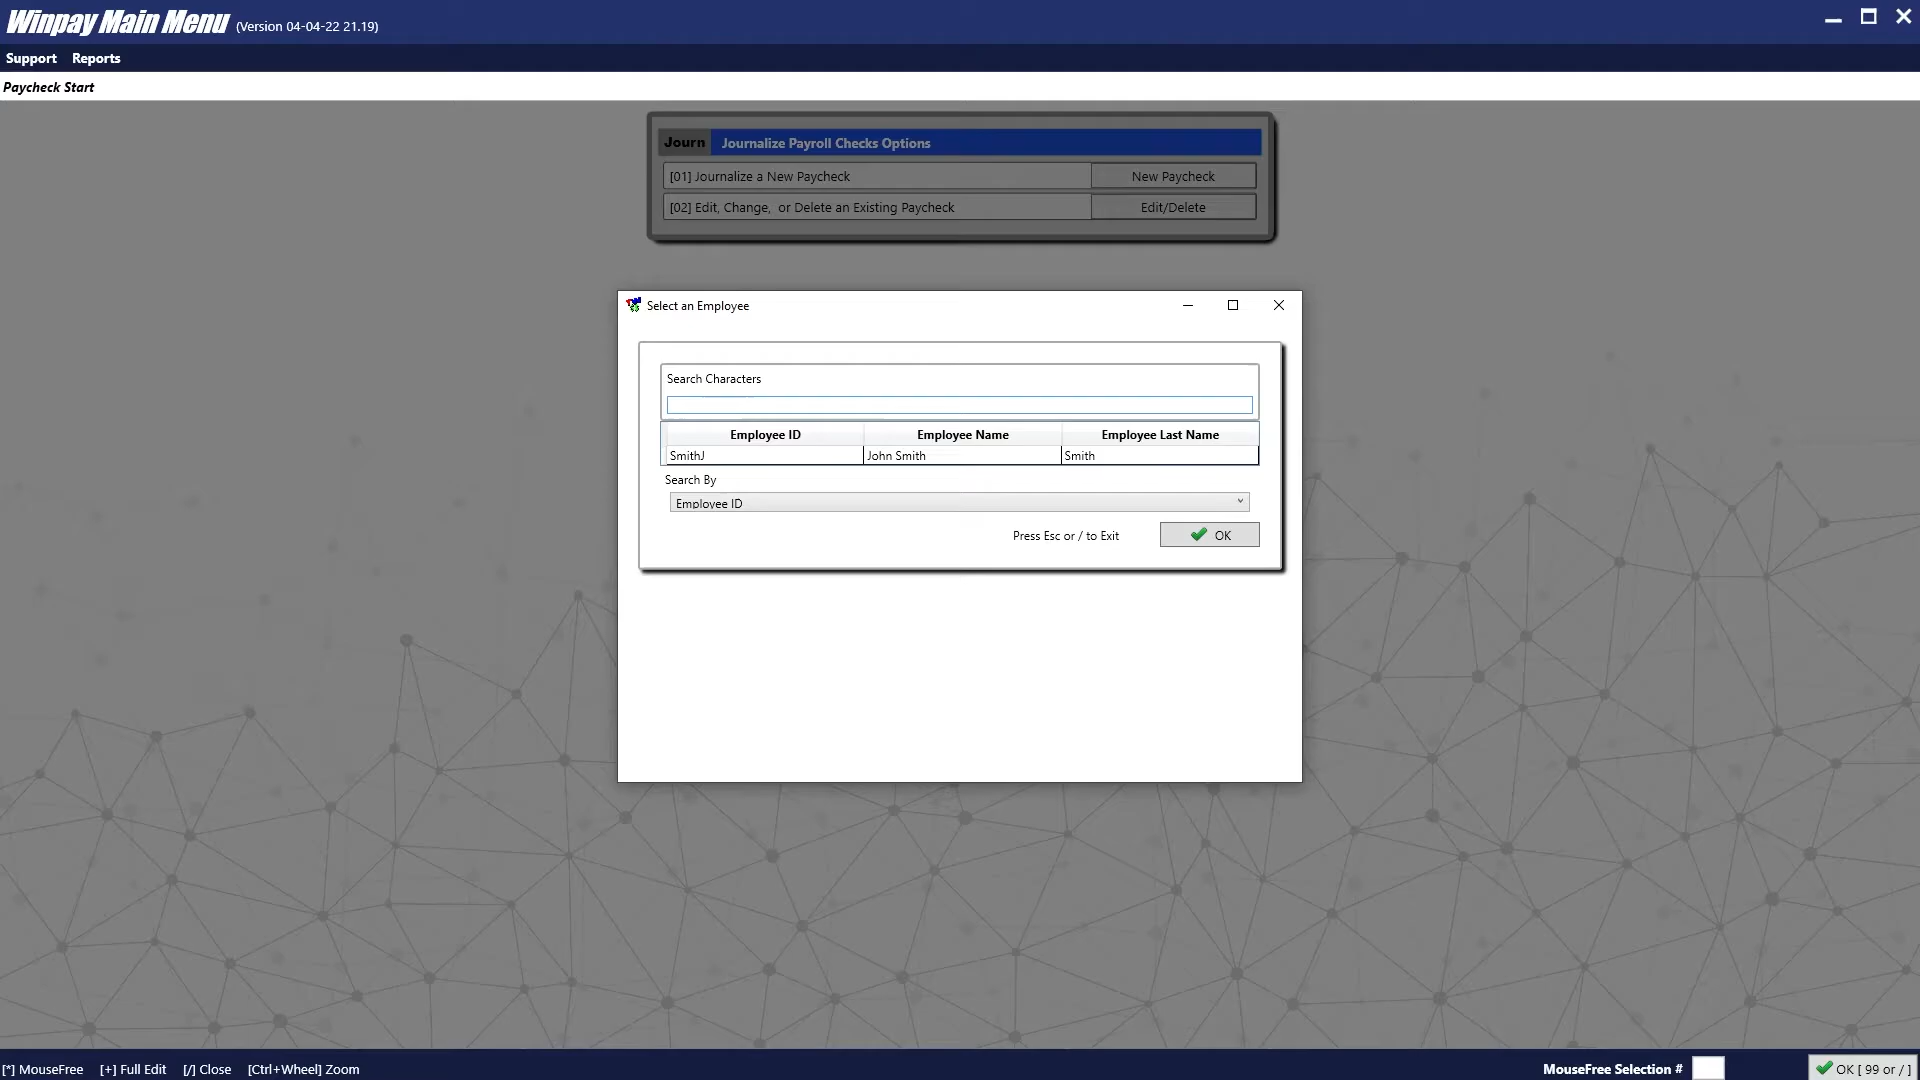 Winpay Main Menu (Version 04-04-22 21.19)
Support Reports
Paycheck Start
Journ Journalize Payroll Checks Options
[01] Journalize a New Paycheck New Paycheck
[02] Edit, Change, or Delete an Existing Paycheck Edit/Delete
Select an Employee
Search Characters
Employee ID Employee Name Employee Last Name
SmithJ John Smith Smith
Search By
Employee ID
Press Esc or / to Exit OK
[*] MouseFree [+] Full Edit [/] Close [Ctrl+Wheel] Zoom MouseFree Selection # OK [ 99 or / ]